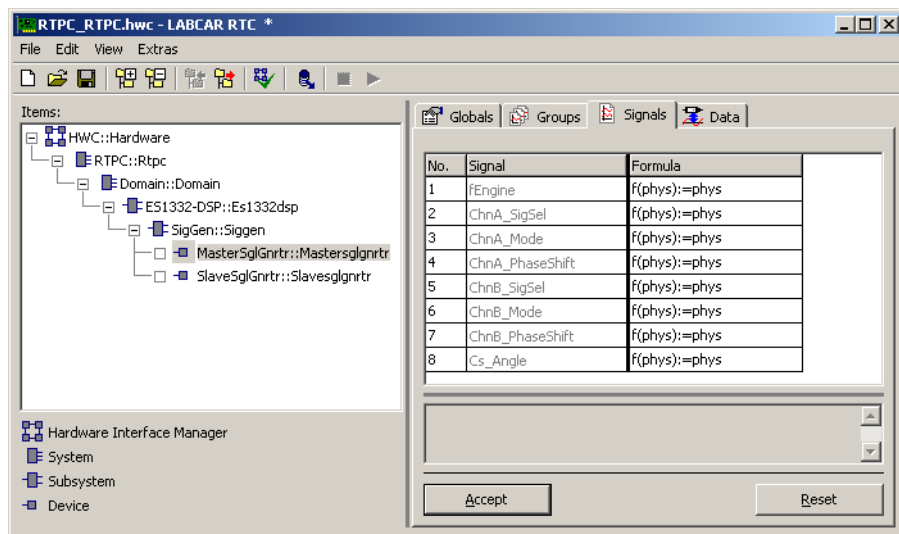 RTPC_RTPC.hwc - LABCAR RTC *
File Edit View Extras
Items:
HWC::Hardware
RTPC::Rtpc
Domain::Domain
ES1332-DSP::Es1332dsp
SigGen::Siggen
MasterSglGnrtr::Mastersglgnrtr
SlaveSglGnrtr::Slavesglgnrtr
Hardware Interface Manager
System
Subsystem
Device
Globals Groups Signals Data
No. Signal Formula
1 fEngine f(phys):=phys
2 ChnA_SigSel f(phys):=phys
3 ChnA_Mode f(phys):=phys
4 ChnA_PhaseShift f(phys):=phys
5 ChnB_SigSel f(phys):=phys
6 ChnB_Mode f(phys):=phys
7 ChnB_PhaseShift f(phys):=phys
8 Cs_Angle f(phys):=phys
Accept Reset